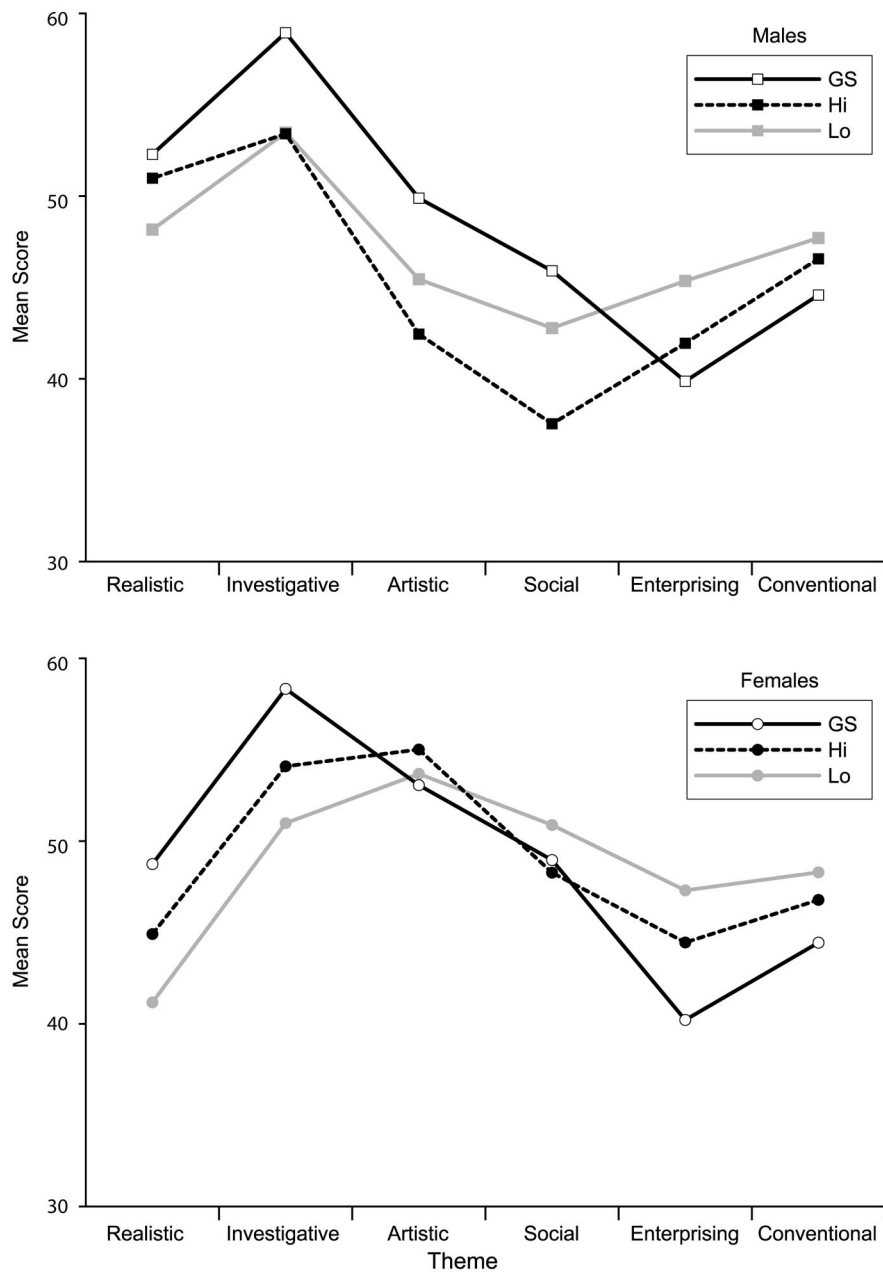 60
50
40
30
Mean Score
Males
GS
Hi
Lo
Realistic Investigative Artistic Social Enterprising Conventional
60
50
40
30
Mean Score
Females
GS
Hi
Lo
Realistic Investigative Artistic Social Enterprising Conventional
Theme